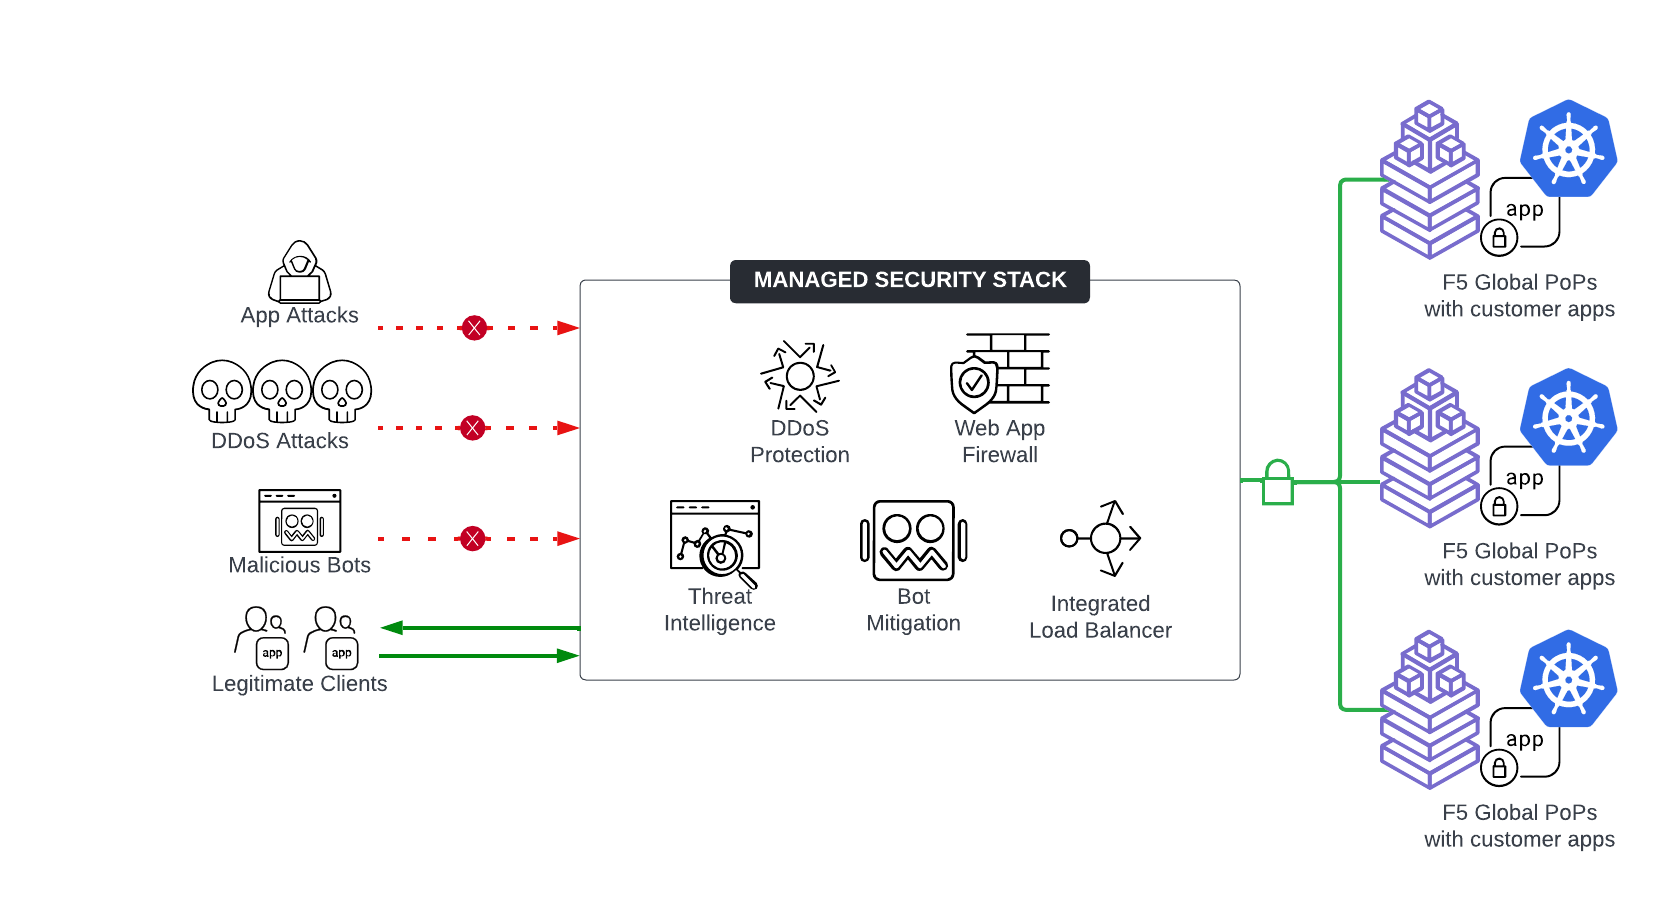 MANAGED SECURITY STACK
App Attacks
DDoS Attacks
Malicious Bots
app
app
Legitimate Clients
DDoS
Protection
Web App
Firewall
Threat
Intelligence
Bot
Mitigation
Integrated
Load Balancer
app
F5 Global PoPs
with customer apps
app
F5 Global PoPs
with customer apps
app
F5 Global PoPs
with customer apps